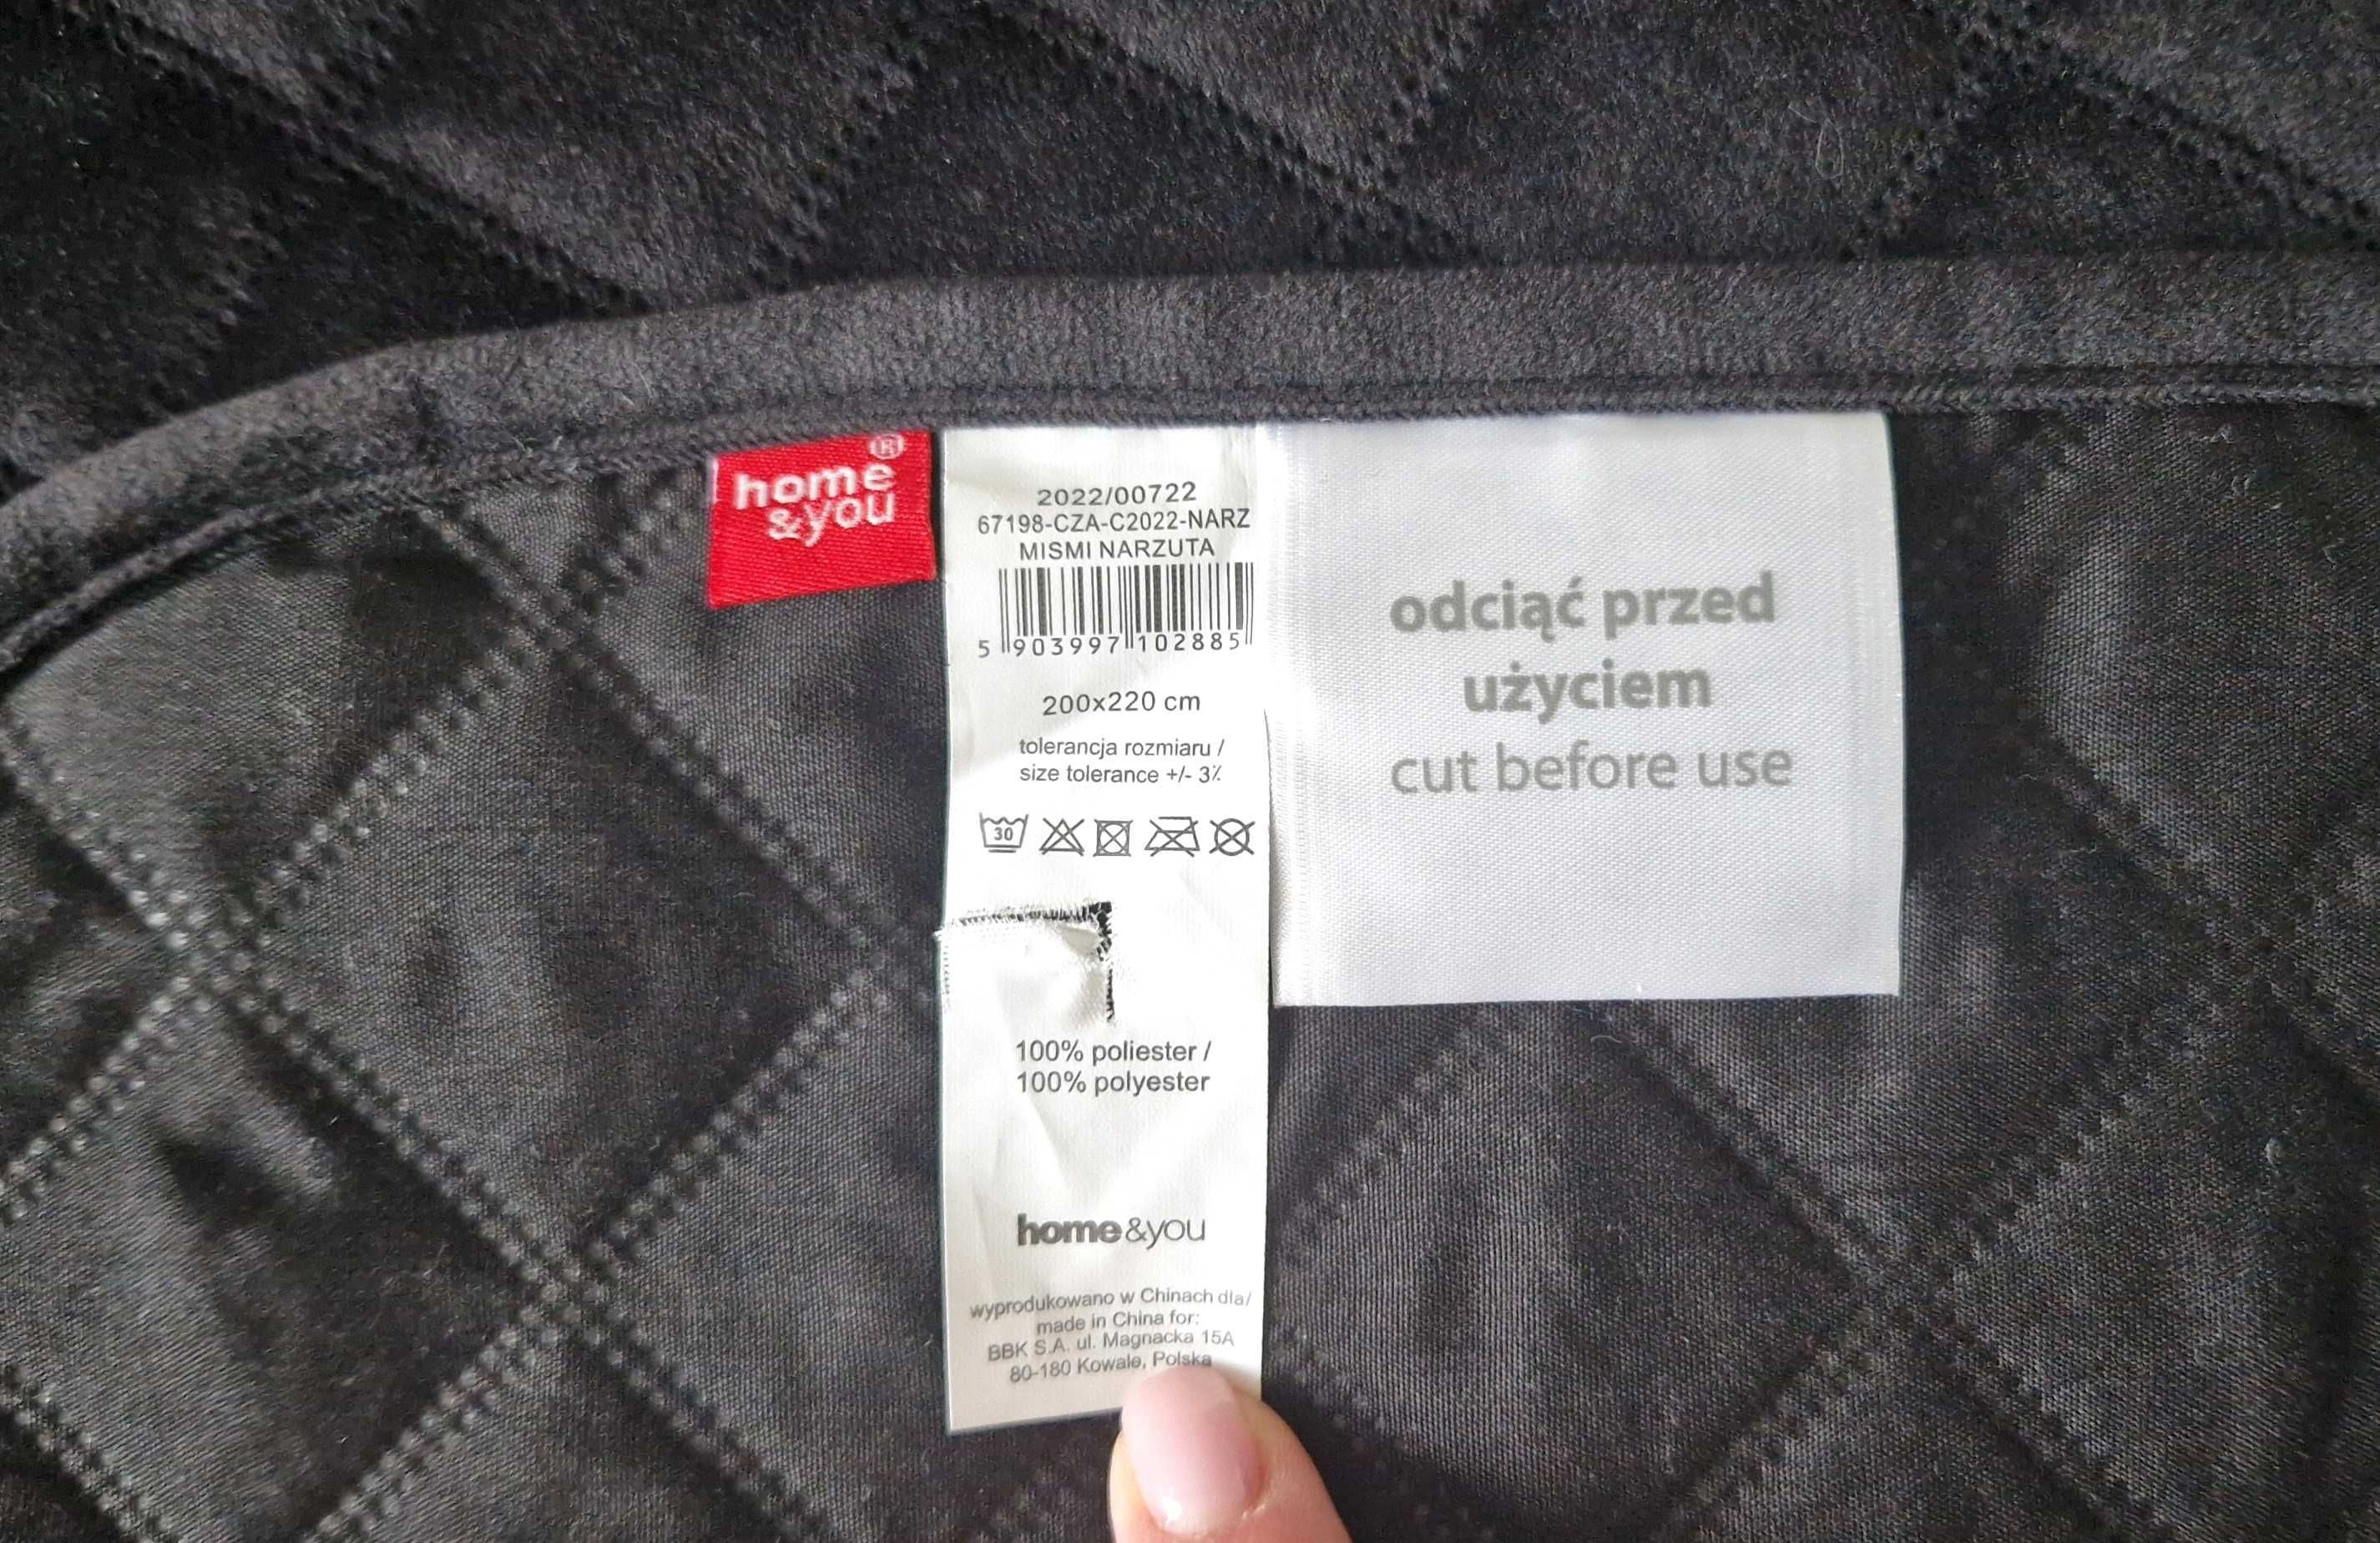 home®
&you
2022/00722
67198-CZA-C2022-NARZ
MISMI NARZUTA
5 903997 102885
200x220 cm
tolerancja rozmiaru /
size tolerance +/- 3%
30
100% poliester /
100% polyester
home&you
wyprodukowano w Chinach dla/
made in China for:
BBK S.A. ul. Magnacka 15A
80-180 Kowale, Polska
odciąć przed
użyciem
cut before use